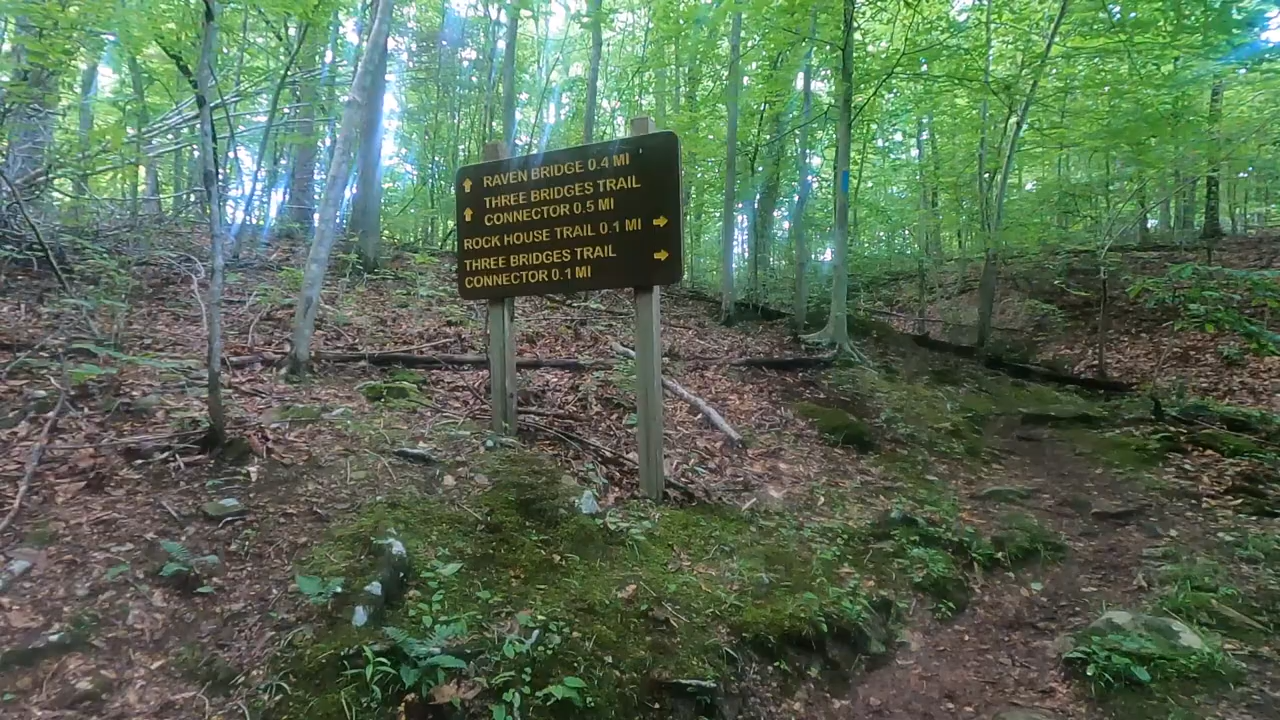 RAVEN BRIDGE 0.4 MI
THREE BRIDGES TRAIL
CONNECTOR 0.5 MI
ROCK HOUSE TRAIL 0.1 MI
THREE BRIDGES TRAIL
CONNECTOR 0.1 MI